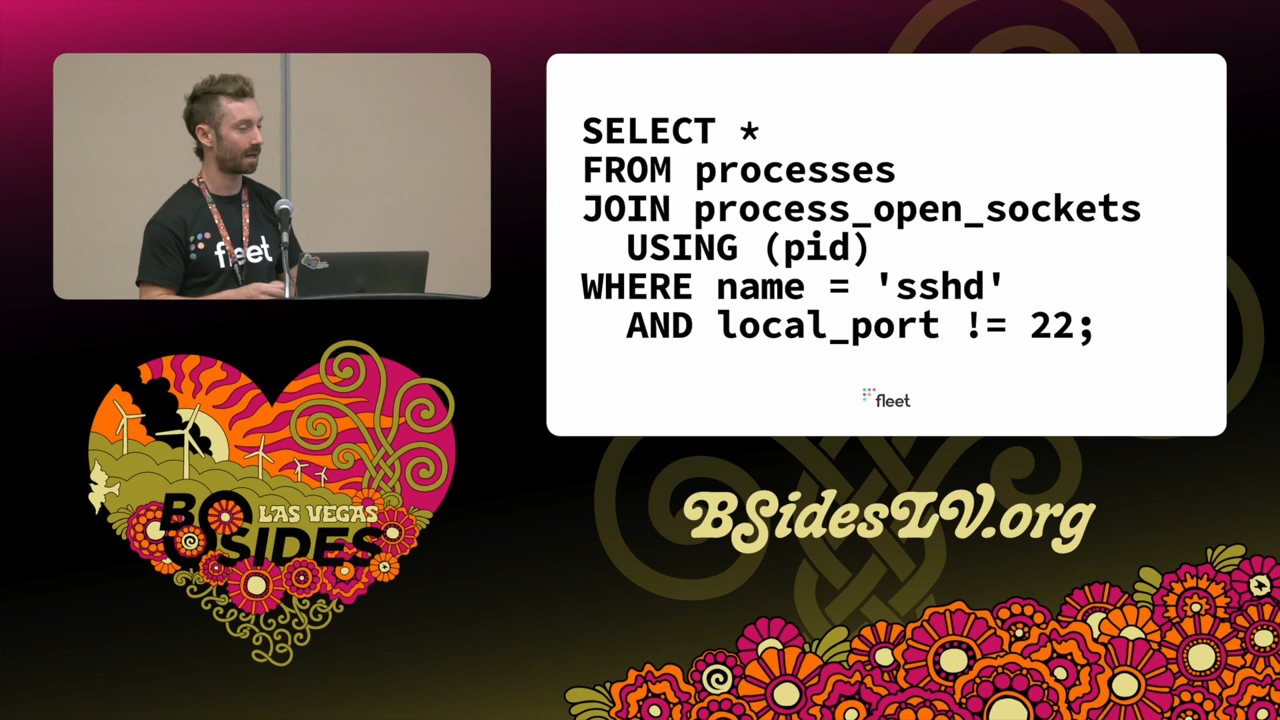 fleet
SELECT *
FROM processes
JOIN process_open_sockets
USING (pid)
WHERE name = 'sshd'
AND local_port != 22;
fleet
LAS VEGAS
BSIDES
BSidesLV.org